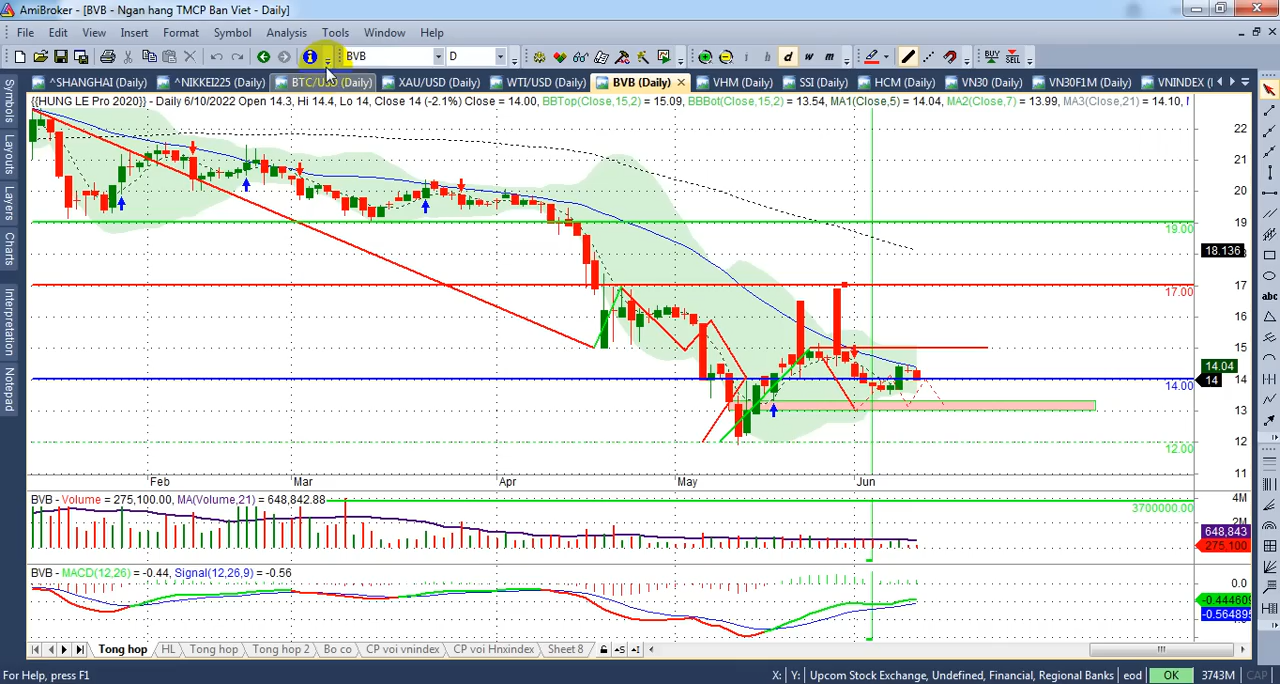 AmiBroker - [BVB - Ngan hang TMCP Ban Viet - Daily]
File Edit View Insert Format Symbol Analysis Tools Window Help
BVB D i h d w m BUY SELL
^SHANGHAI (Daily) ^NIKKEI225 (Daily) BTC/USD (Daily) XAU/USD (Daily) WTI/USD (Daily) BVB (Daily) VHM (Daily) SSI (Daily) HCM (Daily) VN30 (Daily) VN30F1M (Daily) VNINDEX (
{{HUNG LE Pro 2020}} - Daily 6/10/2022 Open 14.3, Hi 14.4, Lo 14, Close 14 (-2.1%) Close = 14.00, BBTop(Close,15,2) = 15.09, BBBot(Close,15,2) = 13.54, MA1(Close,5) = 14.04, MA2(Close,7) = 13.99, MA3(Close,21) = 14.10,
Symbols
Layouts
Layers
Charts
Interpretation
Notepad
abc
22
21
20
19
19.00
18.136
17
17.00
16
15
14.04
14
14
14.00
13
12
12.00
11
Feb Mar Apr May Jun
BVB - Volume = 275,100.00, MA(Volume,21) = 648,842.88
4M
3700000.00
2M
648,843
275,100
BVB - MACD(12,26) = -0.44, Signal(12,26,9) = -0.56
0.0
-0.444609
-0.564895
Tong hop HL Tong hop Tong hop 2 Bo co CP voi vnindex CP voi Hnxindex Sheet 8
For Help, press F1 X: Y: Upcom Stock Exchange, Undefined, Financial, Regional Banks eod OK 3743M CAP